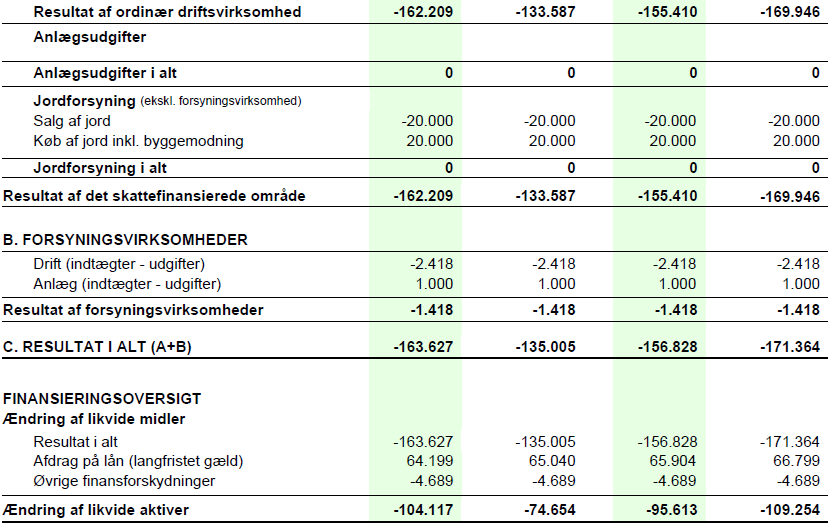 Resultat af ordinær driftsvirksomhed -162.209 -133.587 -155.410 -169.946
Anlægsudgifter
Anlægsudgifter i alt 0 0 0 0
Jordforsyning (ekskl. forsyningsvirksomhed)
Salg af jord -20.000 -20.000 -20.000 -20.000
Køb af jord inkl. byggemodning 20.000 20.000 20.000 20.000
Jordforsyning i alt 0 0 0 0
Resultat af det skattefinansierede område -162.209 -133.587 -155.410 -169.946
B. FORSYNINGSVIRKSOMHEDER
Drift (indtægter - udgifter) -2.418 -2.418 -2.418 -2.418
Anlæg (indtægter - udgifter) 1.000 1.000 1.000 1.000
Resultat af forsyningsvirksomheder -1.418 -1.418 -1.418 -1.418
C. RESULTAT I ALT (A+B) -163.627 -135.005 -156.828 -171.364
FINANSIERINGSOVERSIGT
Ændring af likvide midler
Resultat i alt -163.627 -135.005 -156.828 -171.364
Afdrag på lån (langfristet gæld) 64.199 65.040 65.904 66.799
Øvrige finansforskydninger -4.689 -4.689 -4.689 -4.689
Ændring af likvide aktiver -104.117 -74.654 -95.613 -109.254